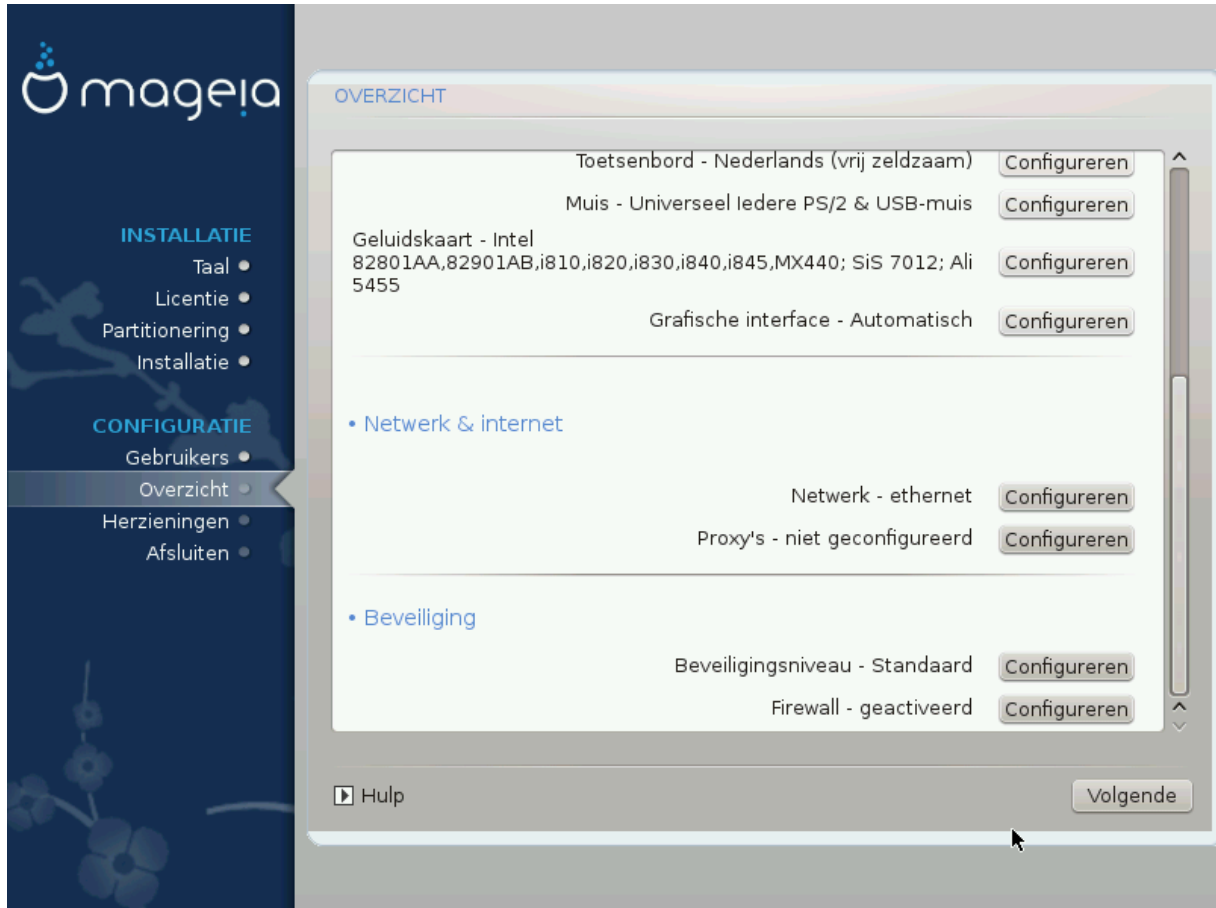 mageia
INSTALLATIE
Taal
Licentie
Partitionering
Installatie
CONFIGURATIE
Gebruikers
Overzicht
Herzieningen
Afsluiten
OVERZICHT
Toetsenbord - Nederlands (vrij zeldzaam) Configureren
Muis - Universeel Iedere PS/2 & USB-muis Configureren
Geluidskaart - Intel
82801AA,82901AB,i810,i820,i830,i840,i845,MX440; SiS 7012; Ali Configureren
5455
Grafische interface - Automatisch Configureren
• Netwerk & internet
Netwerk - ethernet Configureren
Proxy's - niet geconfigureerd Configureren
• Beveiliging
Beveiligingsniveau - Standaard Configureren
Firewall - geactiveerd Configureren
Hulp
Volgende